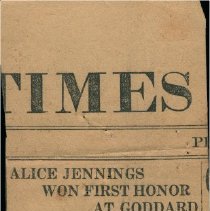 TIMES
ALICE JENNINGS
WON FIRST HONOR
AT GODDARD